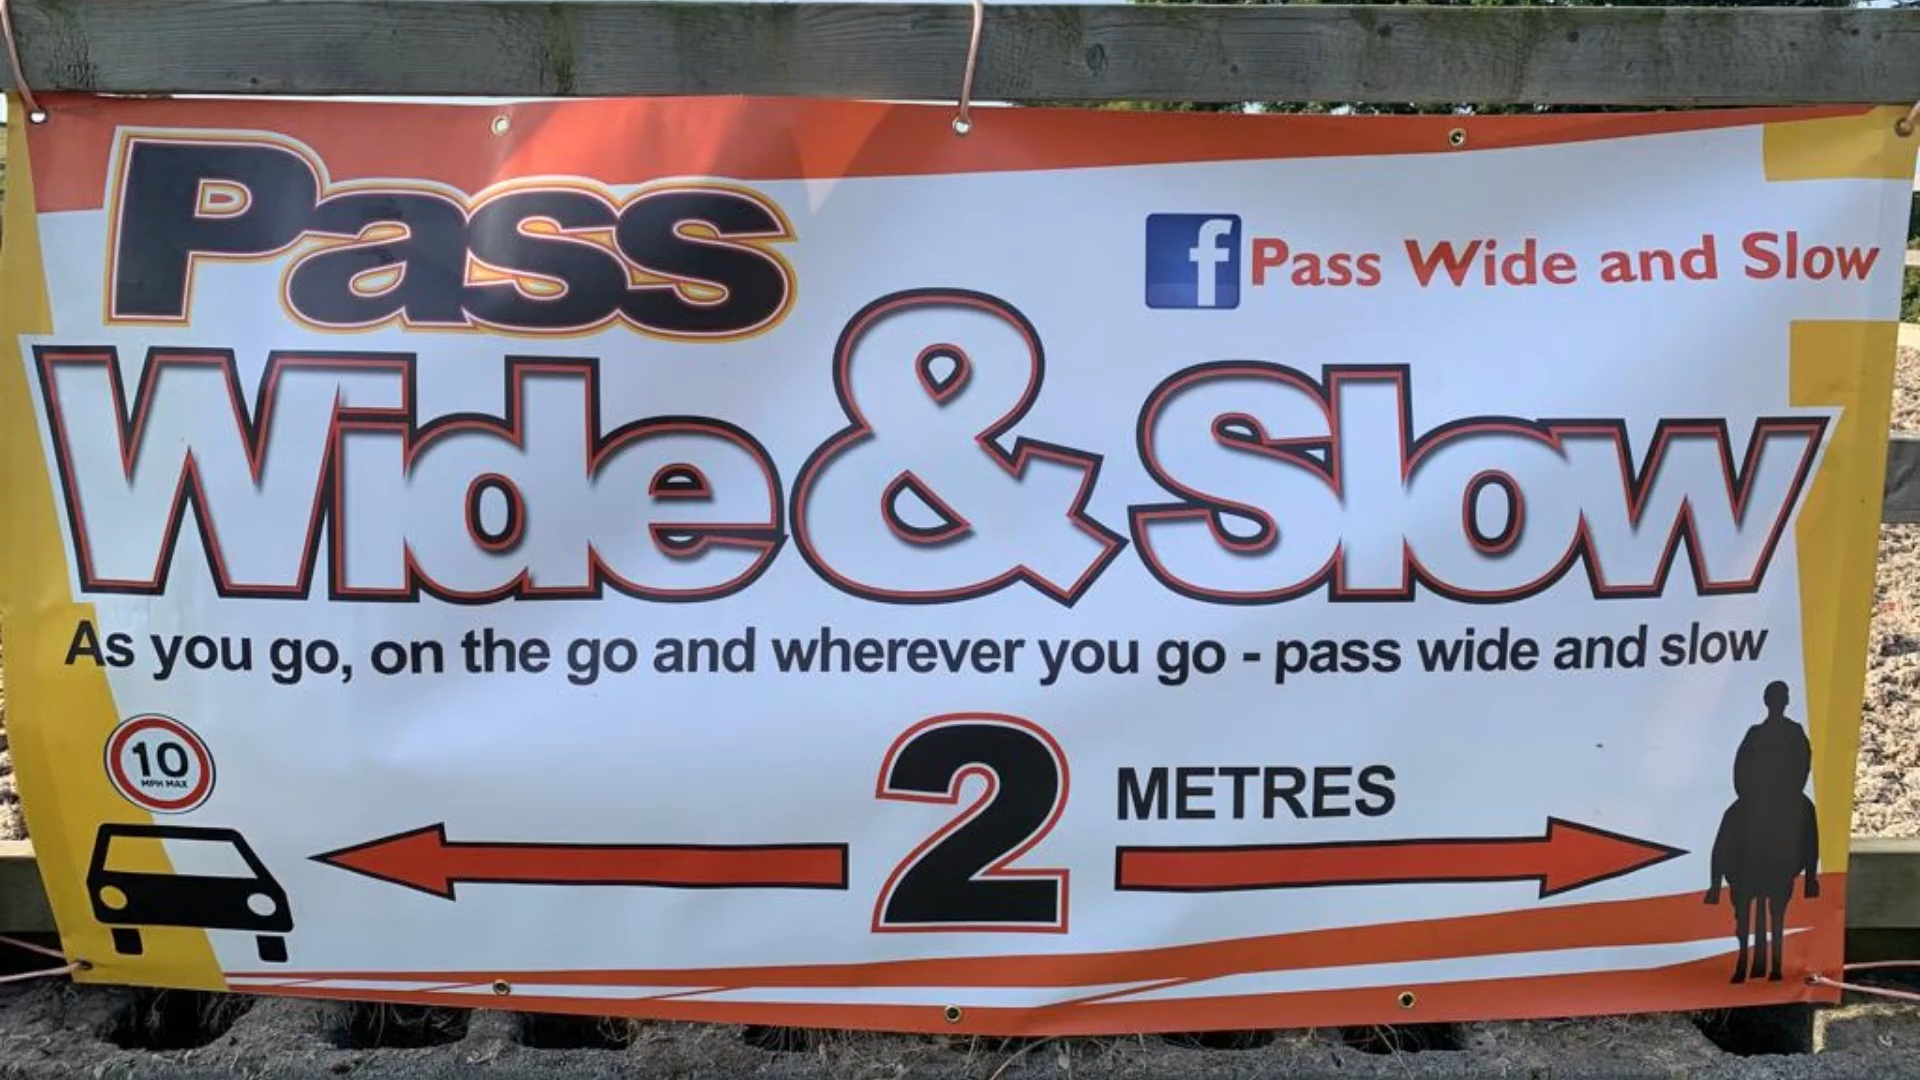 Pass
f Pass Wide and Slow
Wide & Slow
As you go, on the go and wherever you go - pass wide and slow
10
MPH MAX
2 METRES